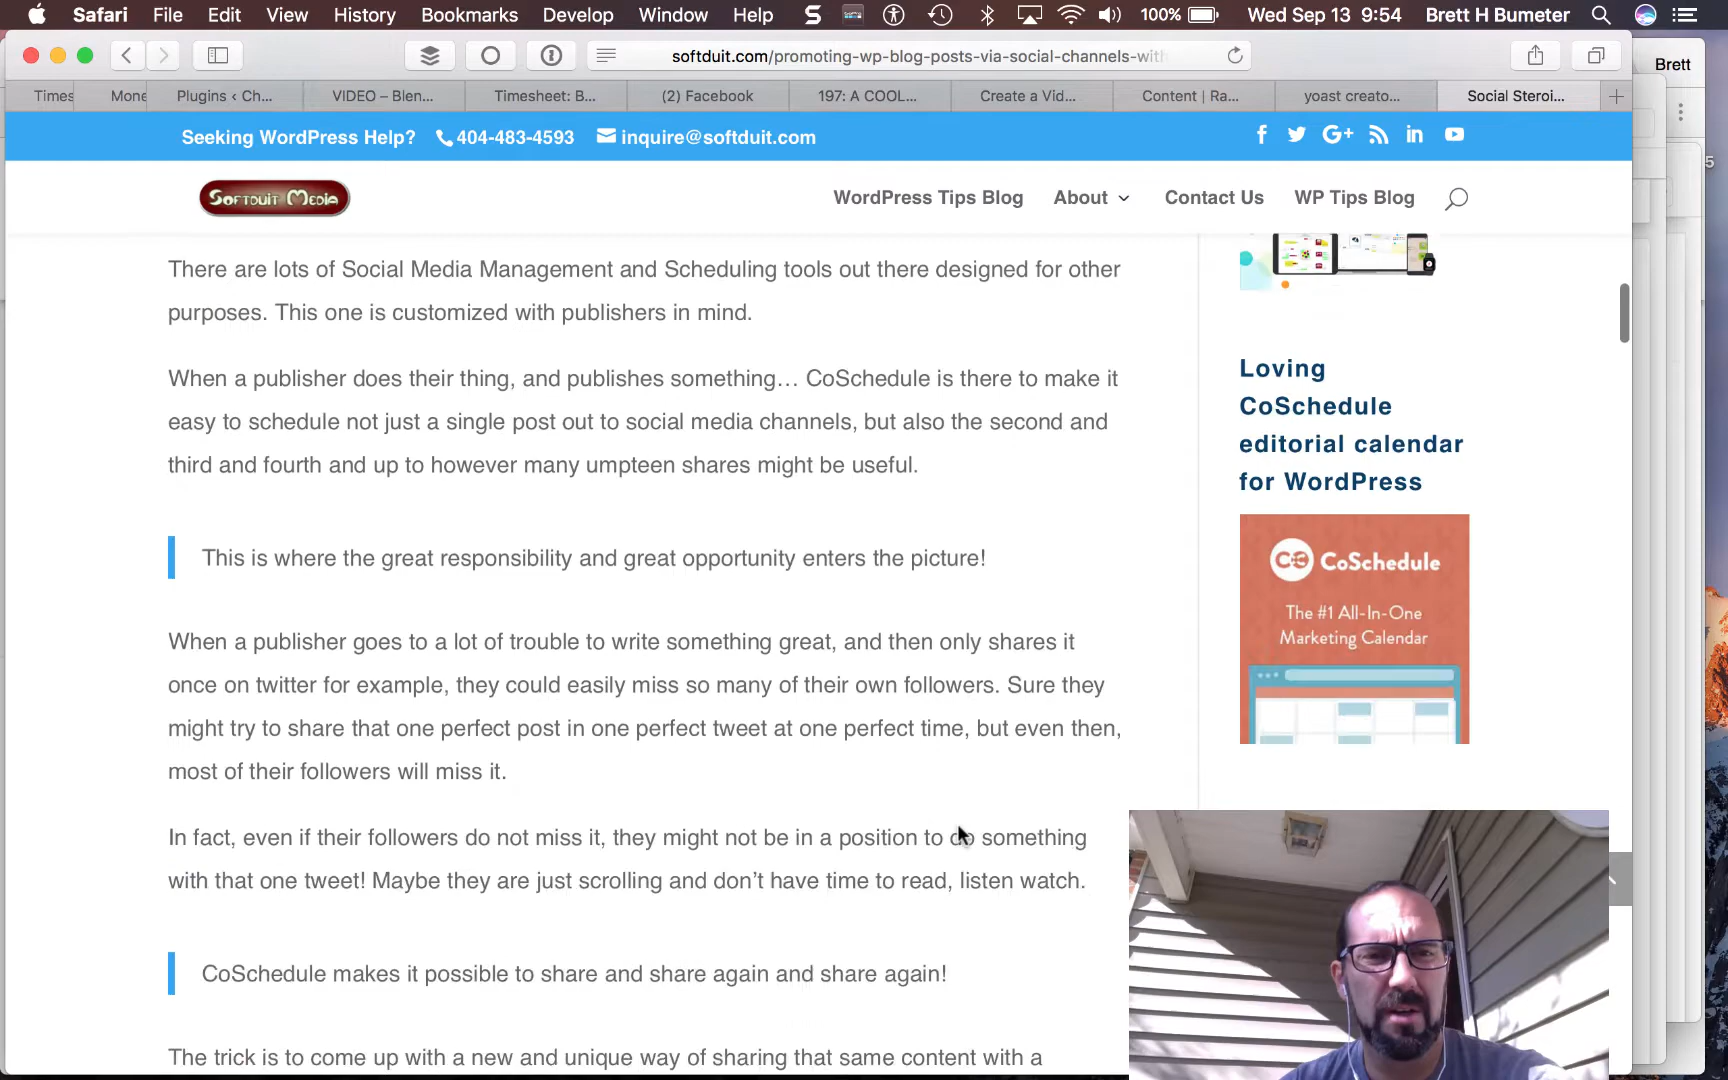 Safari File Edit View History Bookmarks Develop Window Help 100% Wed Sep 13 9:54 Brett H Bumeter
softduit.com/promoting-wp-blog-posts-via-social-channels-with
Brett
Times Mone Plugins ‹ Ch... VIDEO – Blen... Timesheet: B... (2) Facebook 197: A COOL... Create a Vid... Content | Ra... yoast creato... Social Steroi...
Seeking WordPress Help? 404-483-4593 inquire@softduit.com
SOFTDUIT MEDIA
WordPress Tips Blog About Contact Us WP Tips Blog
There are lots of Social Media Management and Scheduling tools out there designed for other
purposes. This one is customized with publishers in mind.
When a publisher does their thing, and publishes something… CoSchedule is there to make it
easy to schedule not just a single post out to social media channels, but also the second and
third and fourth and up to however many umpteen shares might be useful.
This is where the great responsibility and great opportunity enters the picture!
When a publisher goes to a lot of trouble to write something great, and then only shares it
once on twitter for example, they could easily miss so many of their own followers. Sure they
might try to share that one perfect post in one perfect tweet at one perfect time, but even then,
most of their followers will miss it.
In fact, even if their followers do not miss it, they might not be in a position to do something
with that one tweet! Maybe they are just scrolling and don’t have time to read, listen watch.
CoSchedule makes it possible to share and share again and share again!
The trick is to come up with a new and unique way of sharing that same content with a
Loving
CoSchedule
editorial calendar
for WordPress
CoSchedule
The #1 All-In-One
Marketing Calendar
5